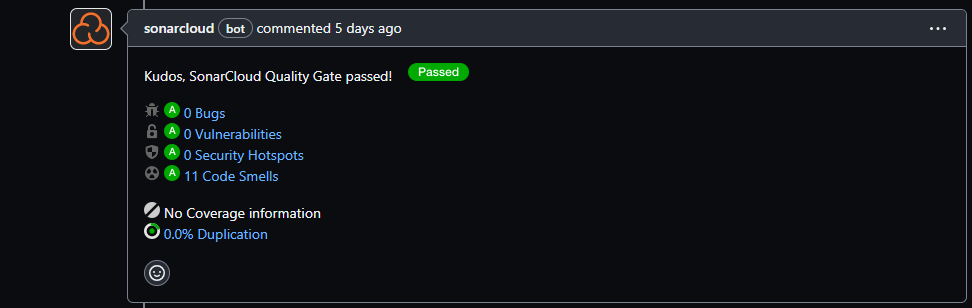 sonarcloud bot commented 5 days ago
Kudos, SonarCloud Quality Gate passed! Passed
A 0 Bugs
A 0 Vulnerabilities
A 0 Security Hotspots
A 11 Code Smells
No Coverage information
0.0% Duplication